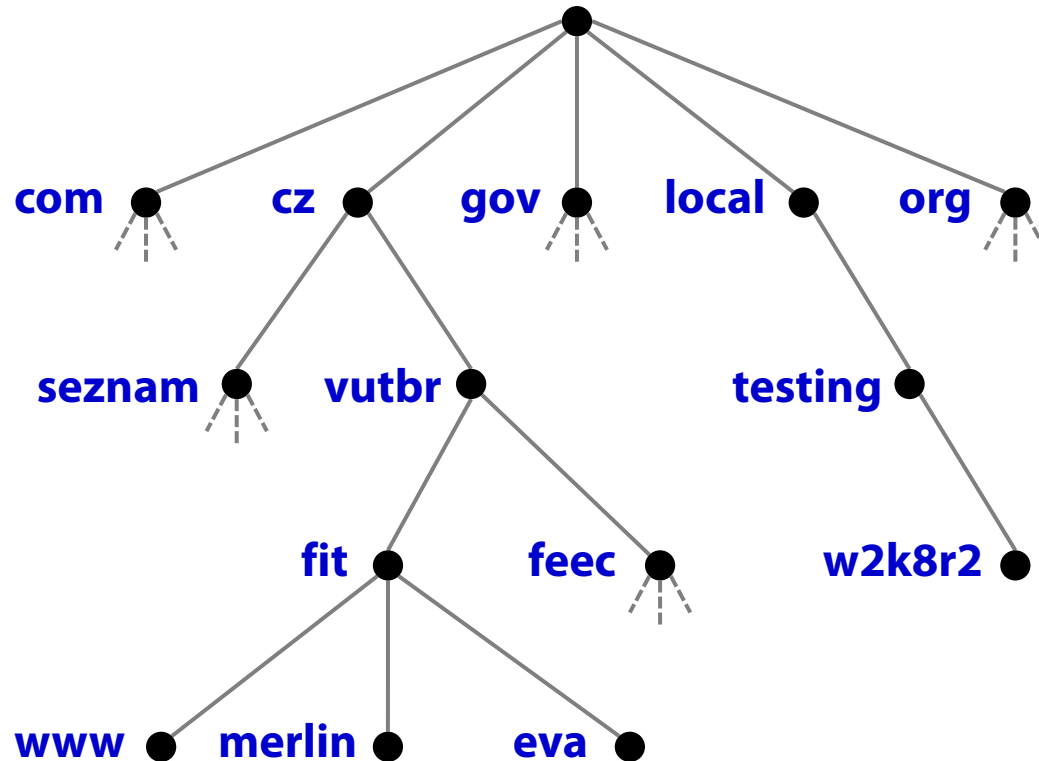 com cz gov local org
seznam vutbr testing
fit feec w2k8r2
www merlin eva